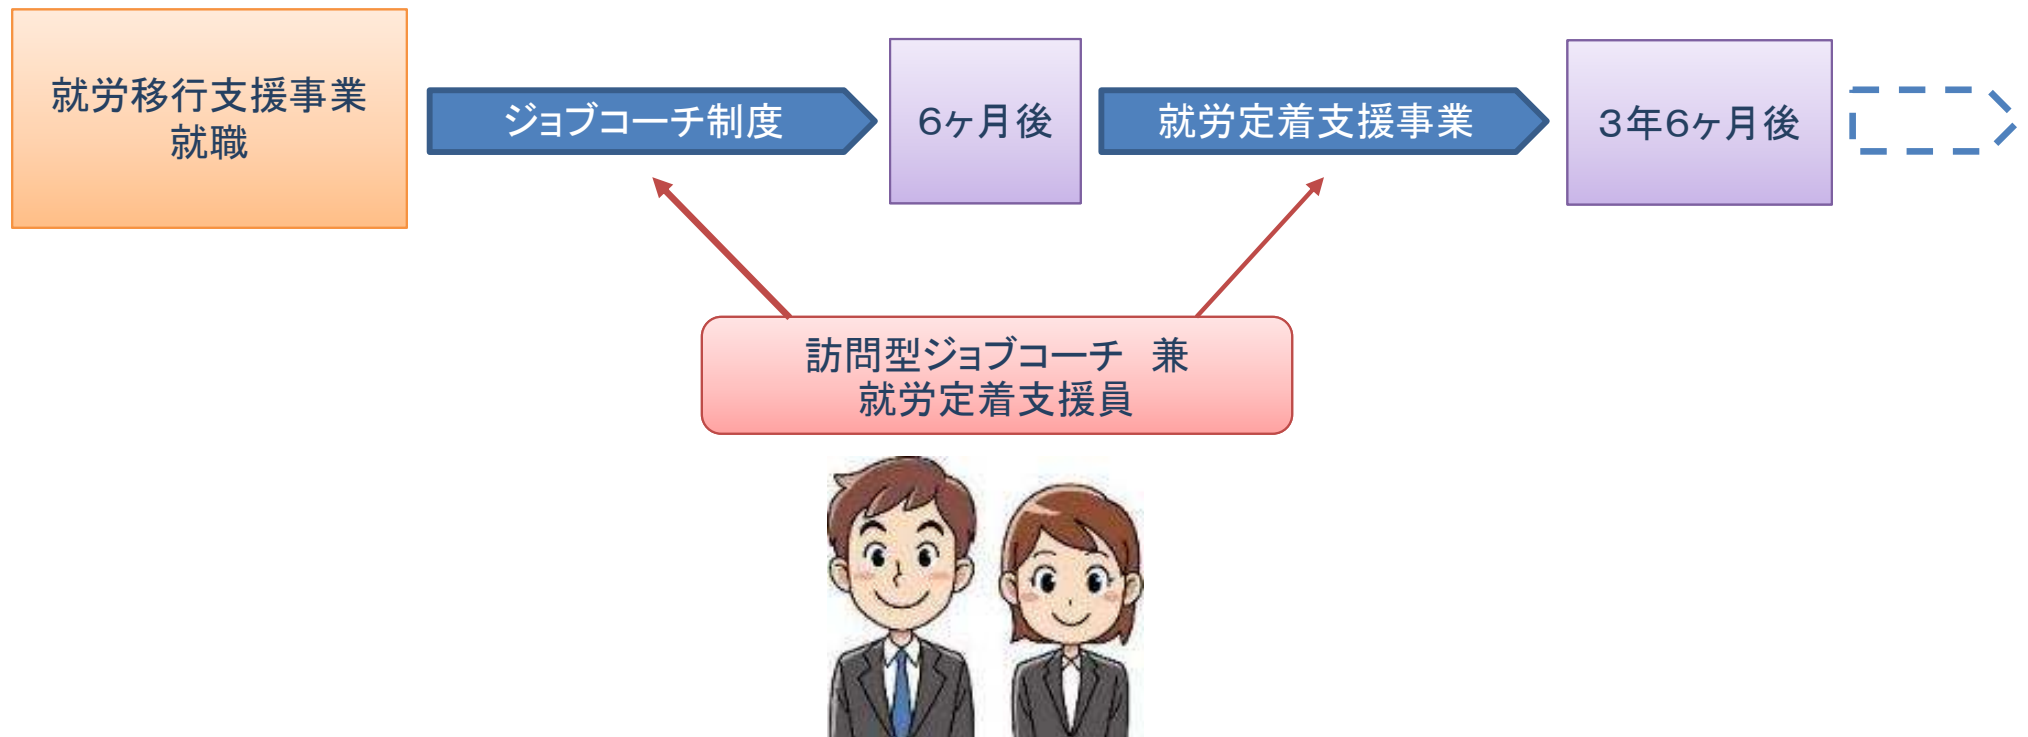 就労移行支援事業
就職
ジョブコーチ制度
6ヶ月後
就労定着支援事業
3年6ヶ月後
訪問型ジョブコーチ　兼
就労定着支援員